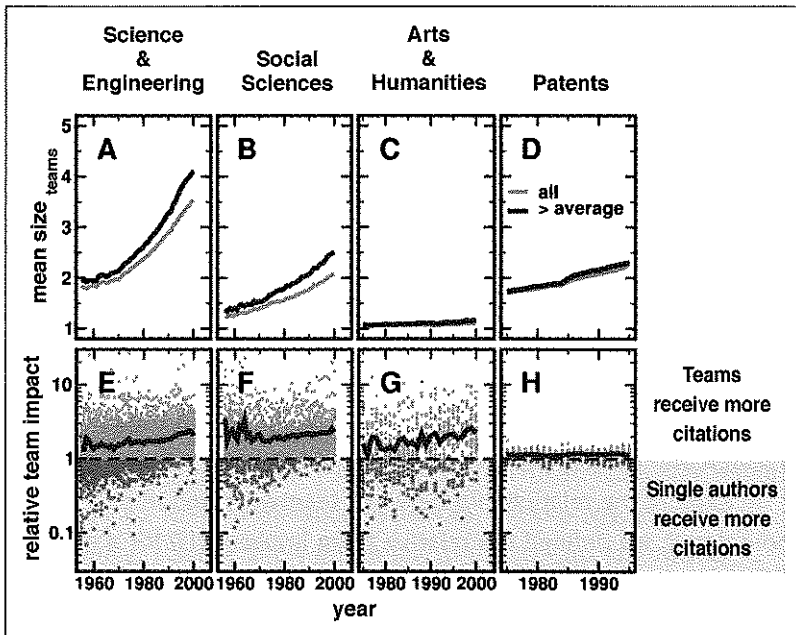 Science
&
Engineering
Social
Sciences
Arts
&
Humanities
Patents
mean size teams
5
4
3
2
1
A
B
C
D
all
> average
relative team impact
10
1
0.1
E
F
G
H
1960 1980 2000
1960 1980 2000
1980 1990 2000
1980 1990
year
Teams
receive more
citations
Single authors
receive more
citations